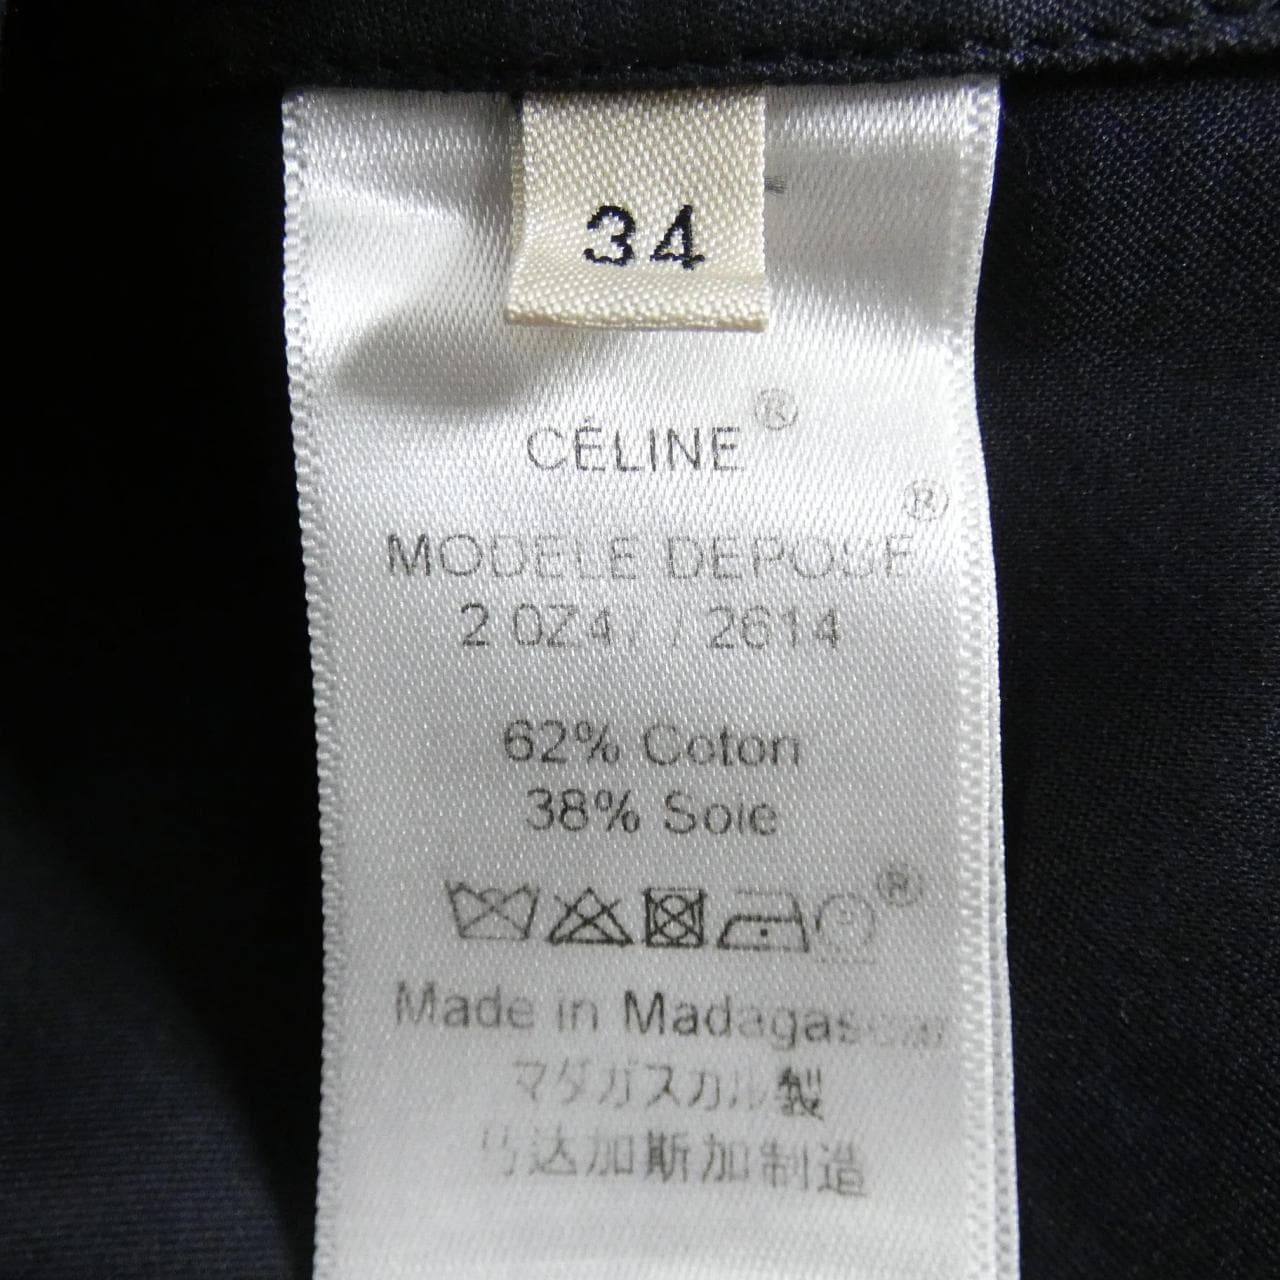 34
CÉLINE®
MODELE DEPOSE®
2 0Z47 / 2614
62% Coton
38% Soie
®
Made in Madagascar
マダガスカル製
马达加斯加制造